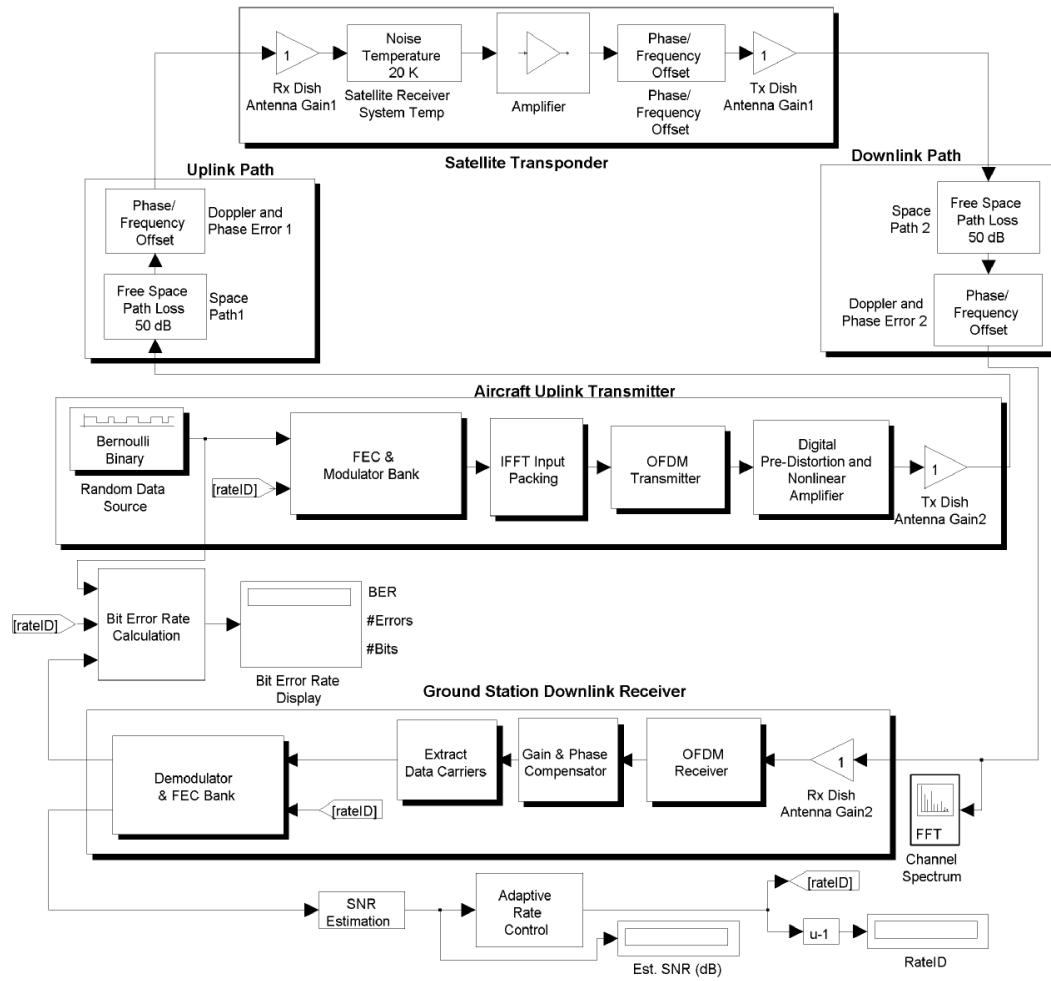 1
Rx Dish
Antenna Gain1
Noise
Temperature
20 K
Satellite Receiver
System Temp
Amplifier
Phase/
Frequency
Offset
Phase/
Frequency
Offset
1
Tx Dish
Antenna Gain1
Satellite Transponder
Uplink Path
Phase/
Frequency
Offset
Doppler and
Phase Error 1
Free Space
Path Loss
50 dB
Space
Path1
Downlink Path
Space
Path 2
Free Space
Path Loss
50 dB
Doppler and
Phase Error 2
Phase/
Frequency
Offset
Aircraft Uplink Transmitter
Bernoulli
Binary
Random Data
Source
[rateID]
FEC &
Modulator Bank
IFFT Input
Packing
OFDM
Transmitter
Digital
Pre-Distortion and
Nonlinear
Amplifier
1
Tx Dish
Antenna Gain2
[rateID]
Bit Error Rate
Calculation
BER
#Errors
#Bits
Bit Error Rate
Display
Ground Station Downlink Receiver
Demodulator
& FEC Bank
[rateID]
Extract
Data Carriers
Gain & Phase
Compensator
OFDM
Receiver
1
Rx Dish
Antenna Gain2
FFT
Channel
Spectrum
SNR
Estimation
Adaptive
Rate
Control
[rateID]
Est. SNR (dB)
u-1
RateID